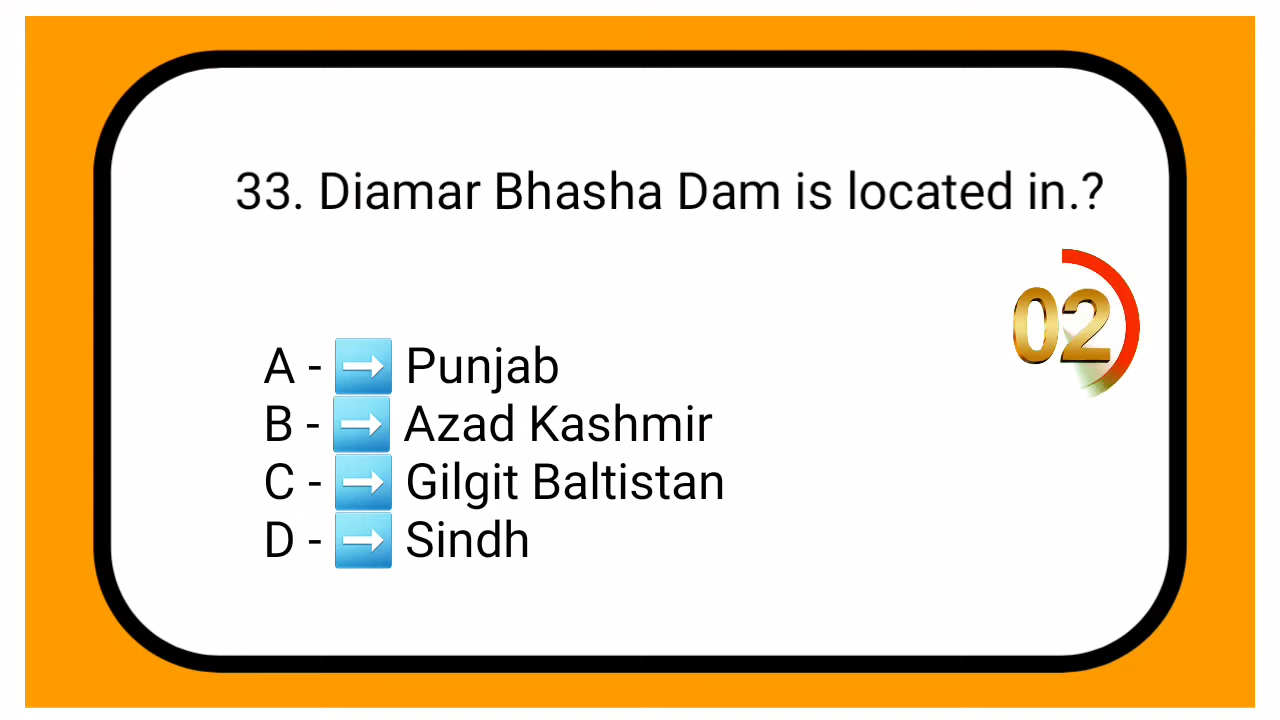 33. Diamar Bhasha Dam is located in.?
02
A - ➡️ Punjab
B - ➡️ Azad Kashmir
C - ➡️ Gilgit Baltistan
D - ➡️ Sindh